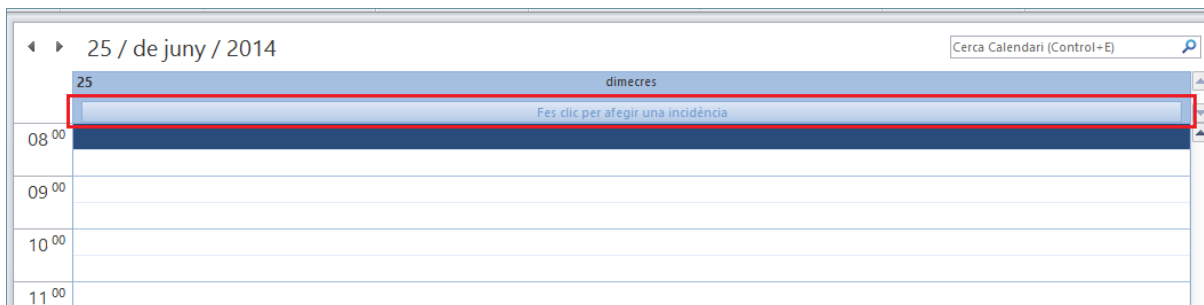 25 / de juny / 2014
Cerca Calendari (Control+E)
25 dimecres
Fes clic per afegir una incidència
08 00
09 00
10 00
11 00